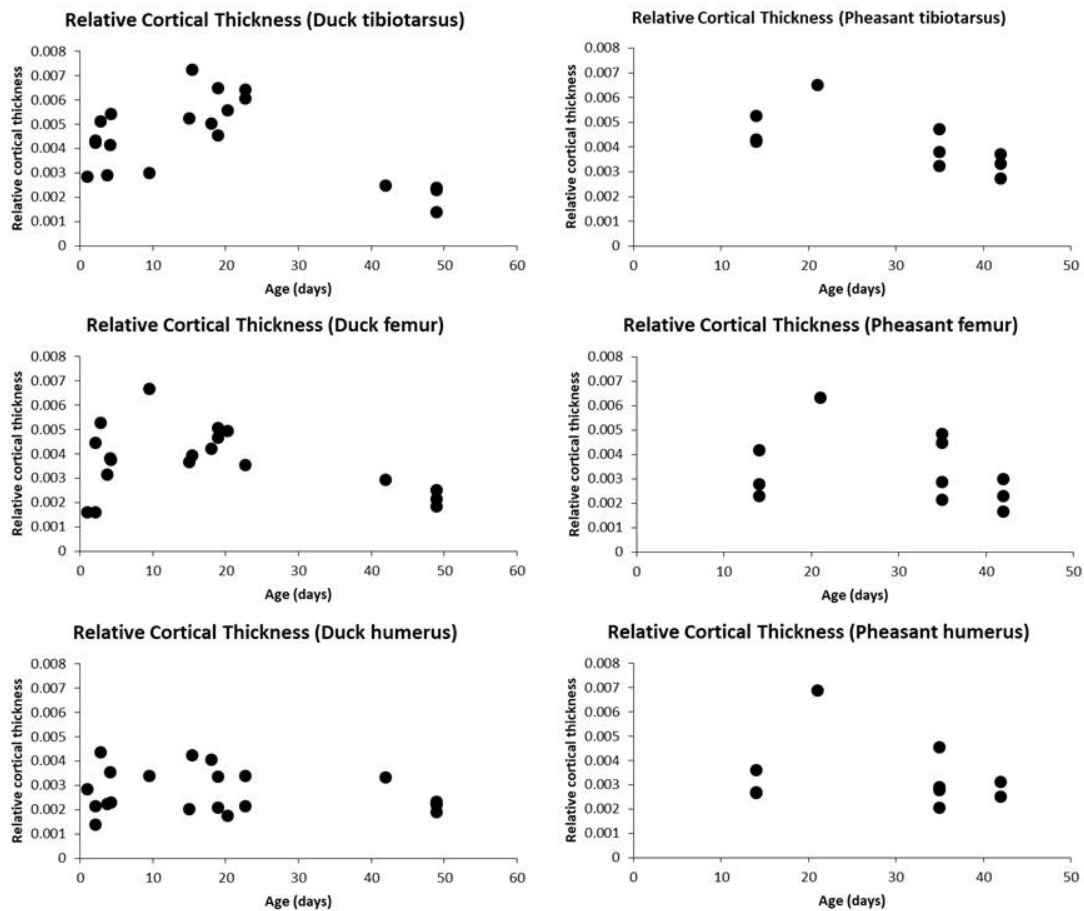 Relative Cortical Thickness (Duck tibiotarsus)
Relative cortical thickness
0.008
0.007
0.006
0.005
0.004
0.003
0.002
0.001
0
0 10 20 30 40 50 60
Age (days)
Relative Cortical Thickness (Pheasant tibiotarsus)
Relative cortical thickness
0.008
0.007
0.006
0.005
0.004
0.003
0.002
0.001
0
0 10 20 30 40 50
Age (days)
Relative Cortical Thickness (Duck femur)
Relative cortical thickness
0.008
0.007
0.006
0.005
0.004
0.003
0.002
0.001
0
0 10 20 30 40 50 60
Age (days)
Relative Cortical Thickness (Pheasant femur)
Relative cortical thickness
0.008
0.007
0.006
0.005
0.004
0.003
0.002
0.001
0
0 10 20 30 40 50
Age (days)
Relative Cortical Thickness (Duck humerus)
Relative cortical thickness
0.008
0.007
0.006
0.005
0.004
0.003
0.002
0.001
0
0 10 20 30 40 50 60
Age (days)
Relative Cortical Thickness (Pheasant humerus)
Relative cortical thickness
0.008
0.007
0.006
0.005
0.004
0.003
0.002
0.001
0
0 10 20 30 40 50
Age (days)